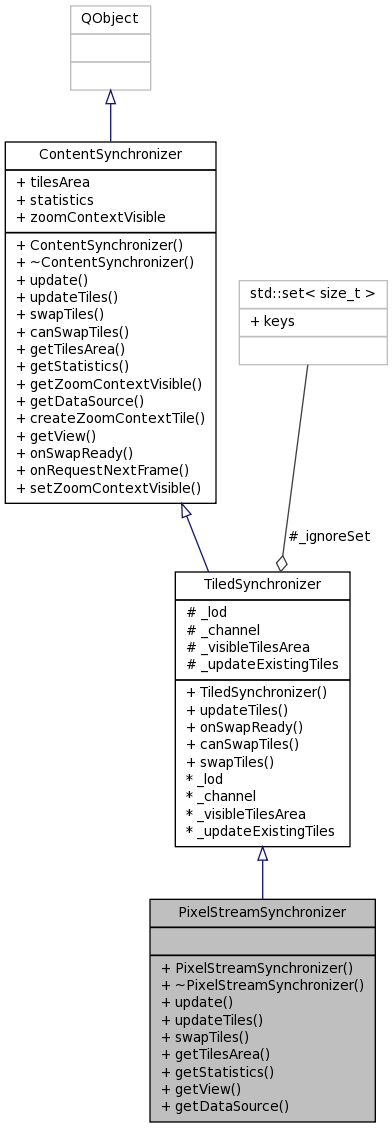 QObject
ContentSynchronizer
+ tilesArea
+ statistics
+ zoomContextVisible
+ ContentSynchronizer()
+ ~ContentSynchronizer()
+ update()
+ updateTiles()
+ swapTiles()
+ canSwapTiles()
+ getTilesArea()
+ getStatistics()
+ getZoomContextVisible()
+ getDataSource()
+ createZoomContextTile()
+ getView()
+ onSwapReady()
+ onRequestNextFrame()
+ setZoomContextVisible()
std::set< size_t >
+ keys
#_ignoreSet
TiledSynchronizer
# _lod
# _channel
# _visibleTilesArea
# _updateExistingTiles
+ TiledSynchronizer()
+ updateTiles()
+ onSwapReady()
+ canSwapTiles()
+ swapTiles()
* _lod
* _channel
* _visibleTilesArea
* _updateExistingTiles
PixelStreamSynchronizer
+ PixelStreamSynchronizer()
+ ~PixelStreamSynchronizer()
+ update()
+ updateTiles()
+ swapTiles()
+ getTilesArea()
+ getStatistics()
+ getView()
+ getDataSource()